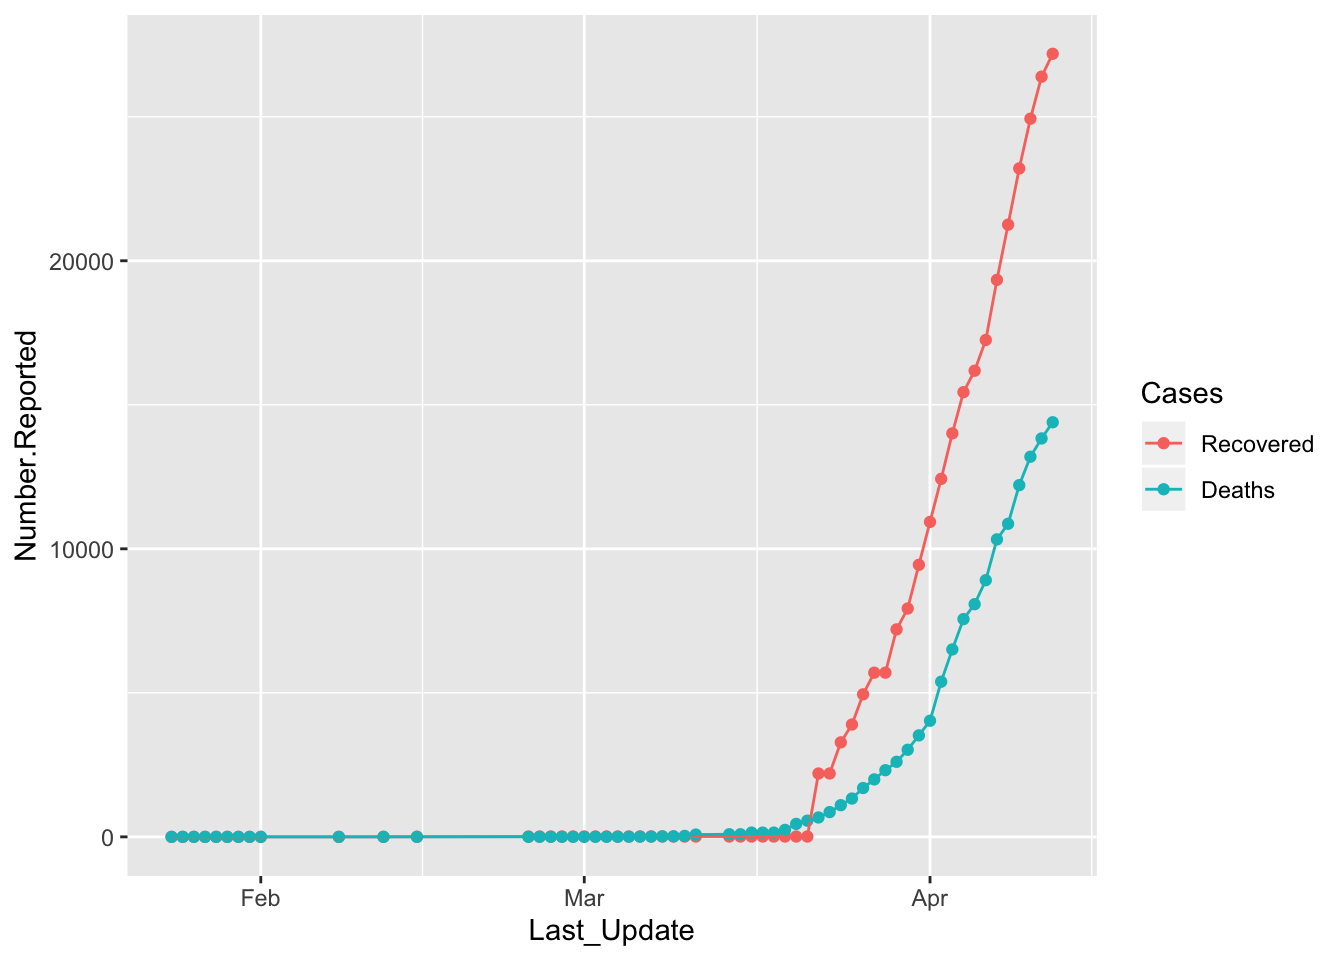 20000
10000
0
Number.Reported
Feb Mar Apr
Last_Update
Cases
Recovered
Deaths